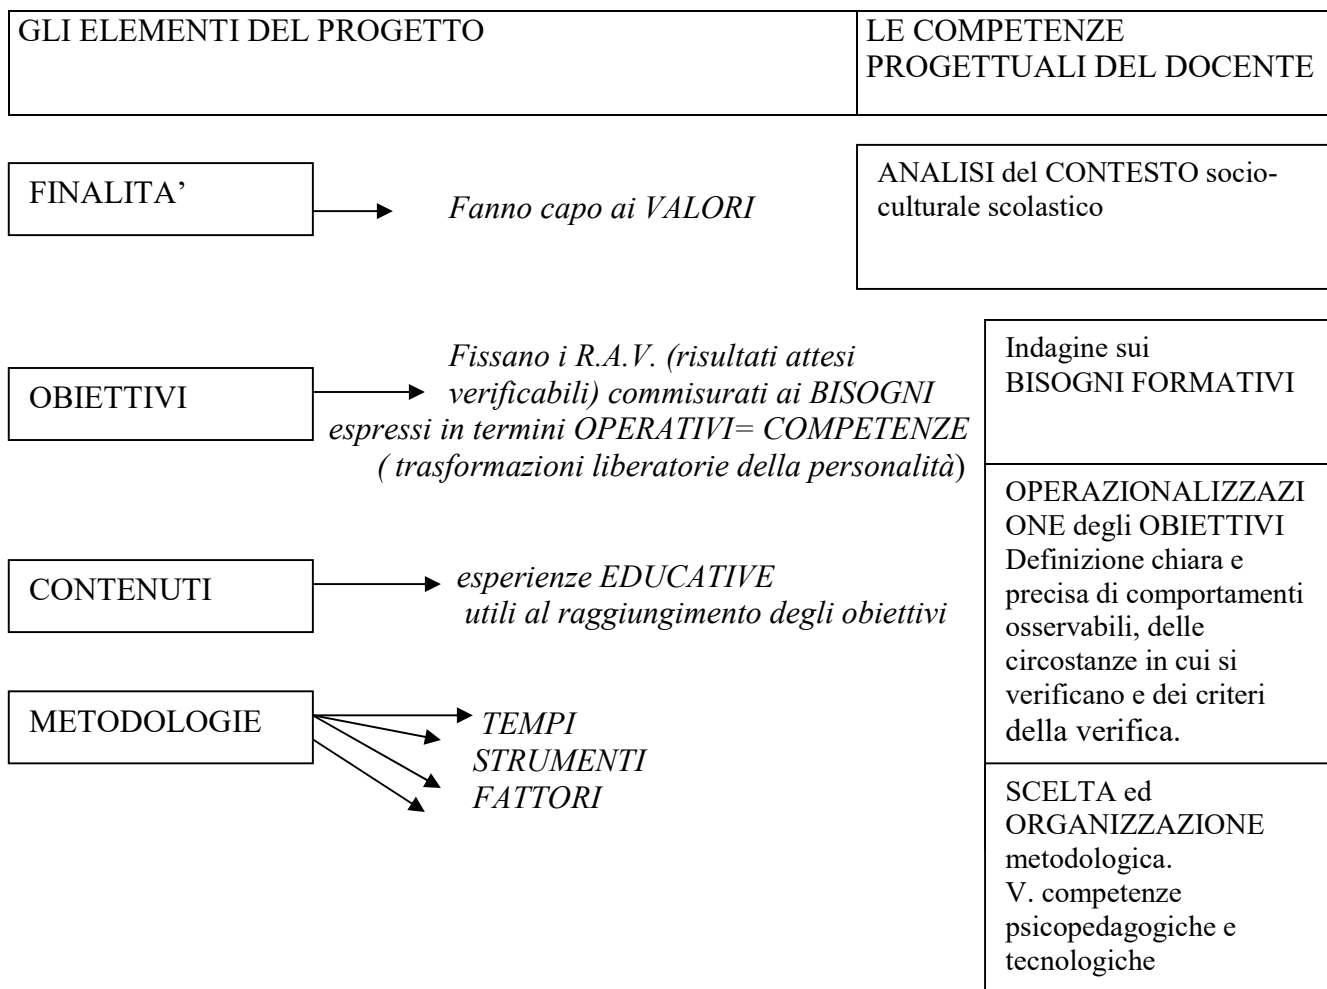 GLI ELEMENTI DEL PROGETTO
LE COMPETENZE
PROGETTUALI DEL DOCENTE
FINALITA’
Fanno capo ai VALORI
ANALISI del CONTESTO socio-
culturale scolastico
OBIETTIVI
Fissano i R.A.V. (risultati attesi
verificabili) commisurati ai BISOGNI
espressi in termini OPERATIVI= COMPETENZE
( trasformazioni liberatorie della personalità)
Indagine sui
BISOGNI FORMATIVI
CONTENUTI
esperienze EDUCATIVE
utili al raggiungimento degli obiettivi
OPERAZIONALIZZAZI
ONE degli OBIETTIVI
Definizione chiara e
precisa di comportamenti
osservabili, delle
circostanze in cui si
verificano e dei criteri
della verifica.
METODOLOGIE
TEMPI
STRUMENTI
FATTORI
SCELTA ed
ORGANIZZAZIONE
metodologica.
V. competenze
psicopedagogiche e
tecnologiche